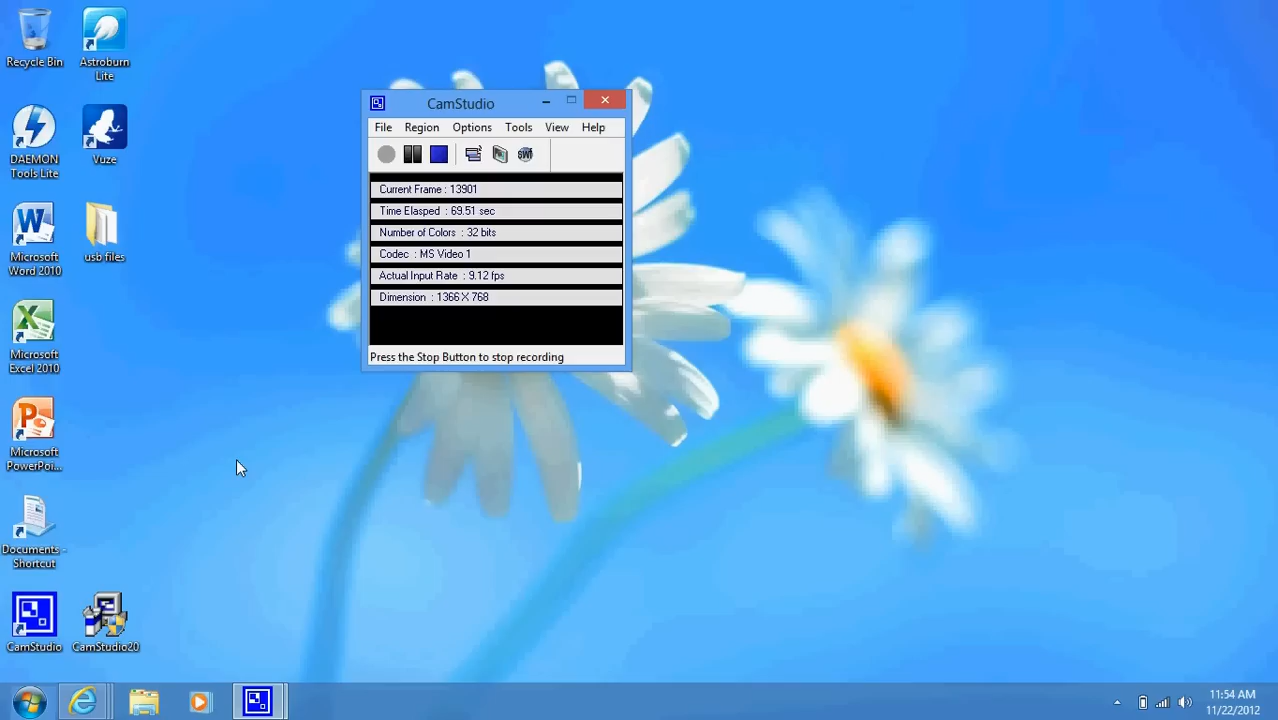 Recycle Bin
Astroburn
Lite
DAEMON
Tools Lite
Vuze
Microsoft
Word 2010
usb files
Microsoft
Excel 2010
Microsoft
PowerPoi...
Documents -
Shortcut
CamStudio
CamStudio20
CamStudio
File Region Options Tools View Help
SWF
Current Frame : 13901
Time Elasped : 69.51 sec
Number of Colors : 32 bits
Codec : MS Video 1
Actual Input Rate : 9.12 fps
Dimension : 1366 X 768
Press the Stop Button to stop recording
11:54 AM
11/22/2012